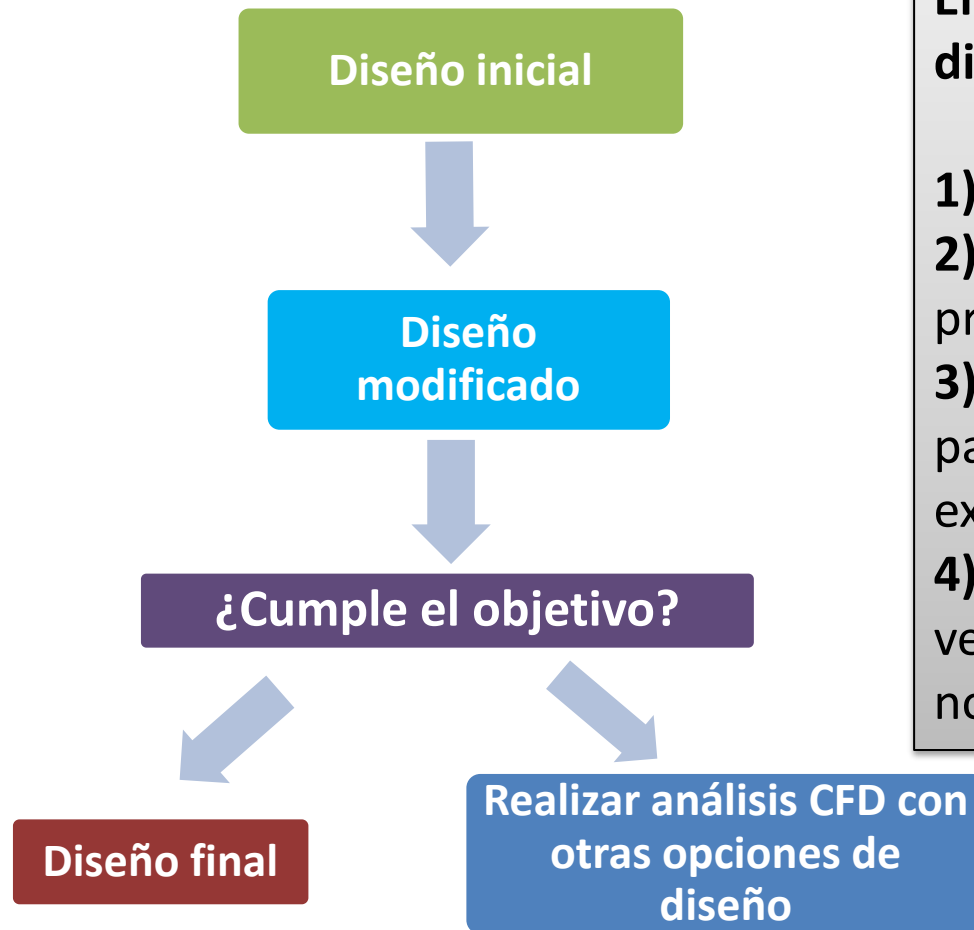 Diseño inicial
Diseño
modificado
¿Cumple el objetivo?
Diseño final
Realizar análisis CFD con
otras opciones de
diseño
1)
2)
3)
4)